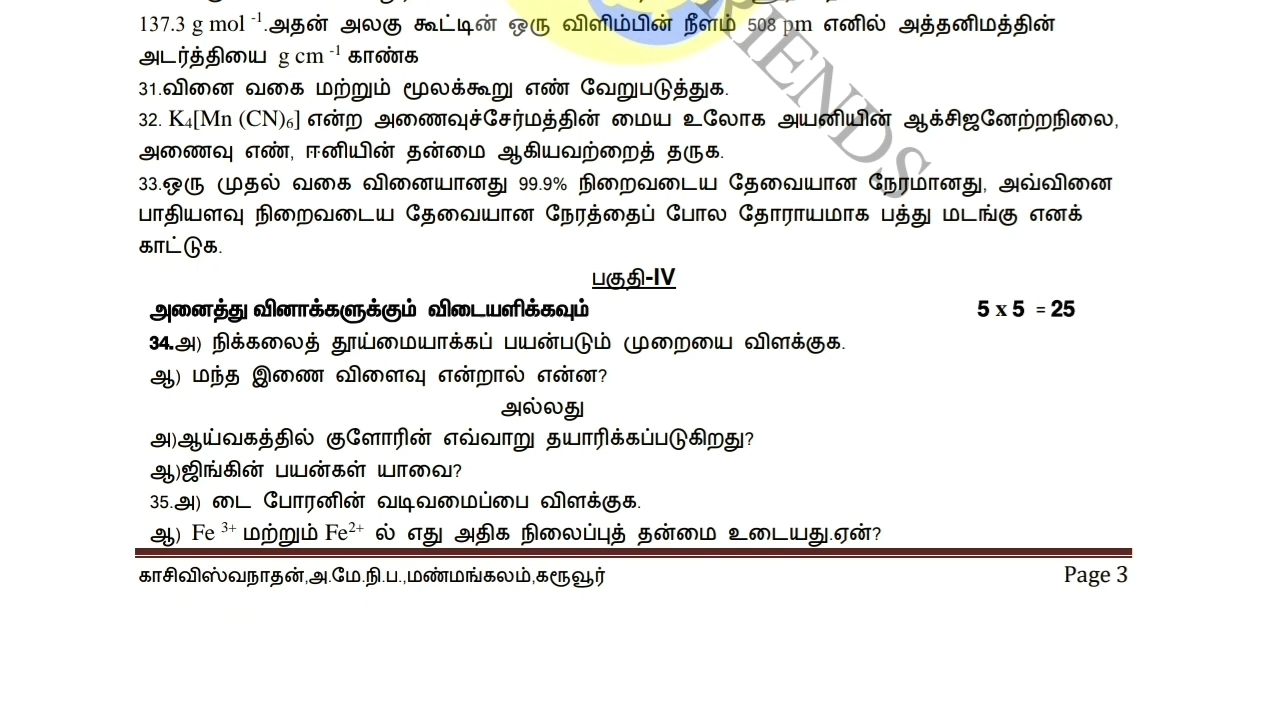 137.3 g mol -1.அதன் அலகு கூட்டின் ஒரு விளிம்பின் நீளம் 508 pm எனில் அத்தனிமத்தின்
அடர்த்தியை g cm -1 காண்க
31.வினை வகை மற்றும் மூலக்கூறு எண் வேறுபடுத்துக.
32. K4[Mn (CN)6] என்ற அணைவுச்சேர்மத்தின் மைய உலோக அயனியின் ஆக்சிஜனேற்றநிலை,
அணைவு எண், ஈனியின் தன்மை ஆகியவற்றைத் தருக.
33.ஒரு முதல் வகை வினையானது 99.9% நிறைவடைய தேவையான நேரமானது, அவ்வினை
பாதியளவு நிறைவடைய தேவையான நேரத்தைப் போல தோராயமாக பத்து மடங்கு எனக்
காட்டுக.
பகுதி-IV
அனைத்து வினாக்களுக்கும் விடையளிக்கவும் 5 x 5 = 25
34.அ) நிக்கலைத் தூய்மையாக்கப் பயன்படும் முறையை விளக்குக.
ஆ) மந்த இணை விளைவு என்றால் என்ன?
அல்லது
அ)ஆய்வகத்தில் குளோரின் எவ்வாறு தயாரிக்கப்படுகிறது?
ஆ)ஜிங்கின் பயன்கள் யாவை?
35.அ) டை போரனின் வடிவமைப்பை விளக்குக.
ஆ) Fe 3+ மற்றும் Fe2+ ல் எது அதிக நிலைப்புத் தன்மை உடையது.ஏன்?
காசிவிஸ்வநாதன்,அ.மே.நி.ப.,மண்மங்கலம்,கரூவூர் Page 3